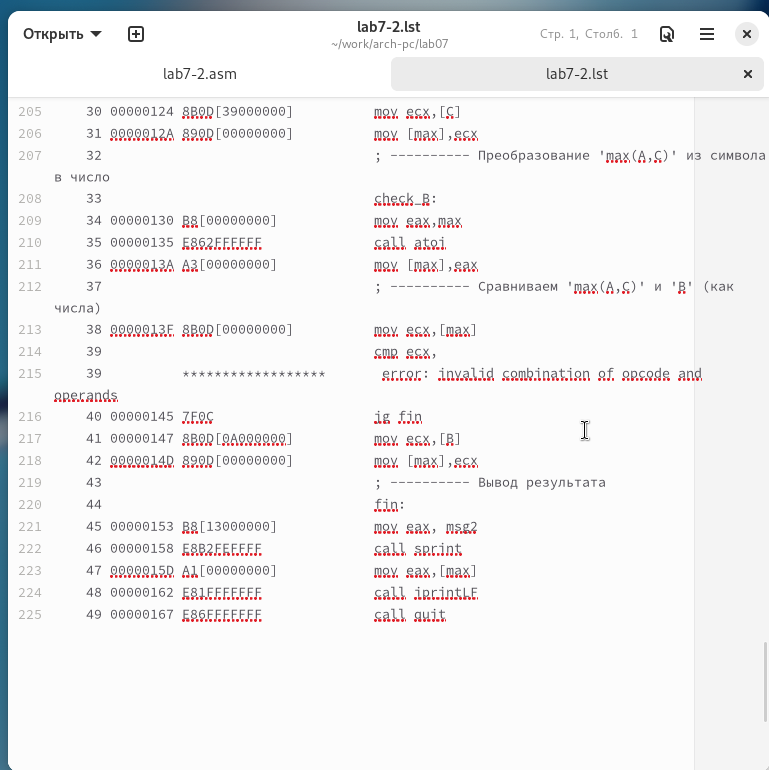 Открыть
lab7-2.lst
~/work/arch-pc/lab07
Стр. 1, Столб. 1
lab7-2.asm
lab7-2.lst
205 30 00000124 8B0D[39000000] mov ecx,[C]
206 31 0000012A 890D[00000000] mov [max],ecx
207 32 ; ---------- Преобразование 'max(A,C)' из символа
в число
208 33 check_B:
209 34 00000130 B8[00000000] mov eax,max
210 35 00000135 E862FFFFFF call atoi
211 36 0000013A A3[00000000] mov [max],eax
212 37 ; ---------- Сравниваем 'max(A,C)' и 'B' (как
числа)
213 38 0000013F 8B0D[00000000] mov ecx,[max]
214 39 cmp ecx,
215 39 ****************** error: invalid combination of opcode and
operands
216 40 00000145 7F0C jg fin
217 41 00000147 8B0D[0A000000] mov ecx,[B]
218 42 0000014D 890D[00000000] mov [max],ecx
219 43 ; ---------- Вывод результата
220 44 fin:
221 45 00000153 B8[13000000] mov eax, msg2
222 46 00000158 E8B2FEFFFF call sprint
223 47 0000015D A1[00000000] mov eax,[max]
224 48 00000162 E81FFFFFFF call iprintLF
225 49 00000167 E86FFFFFFF call quit